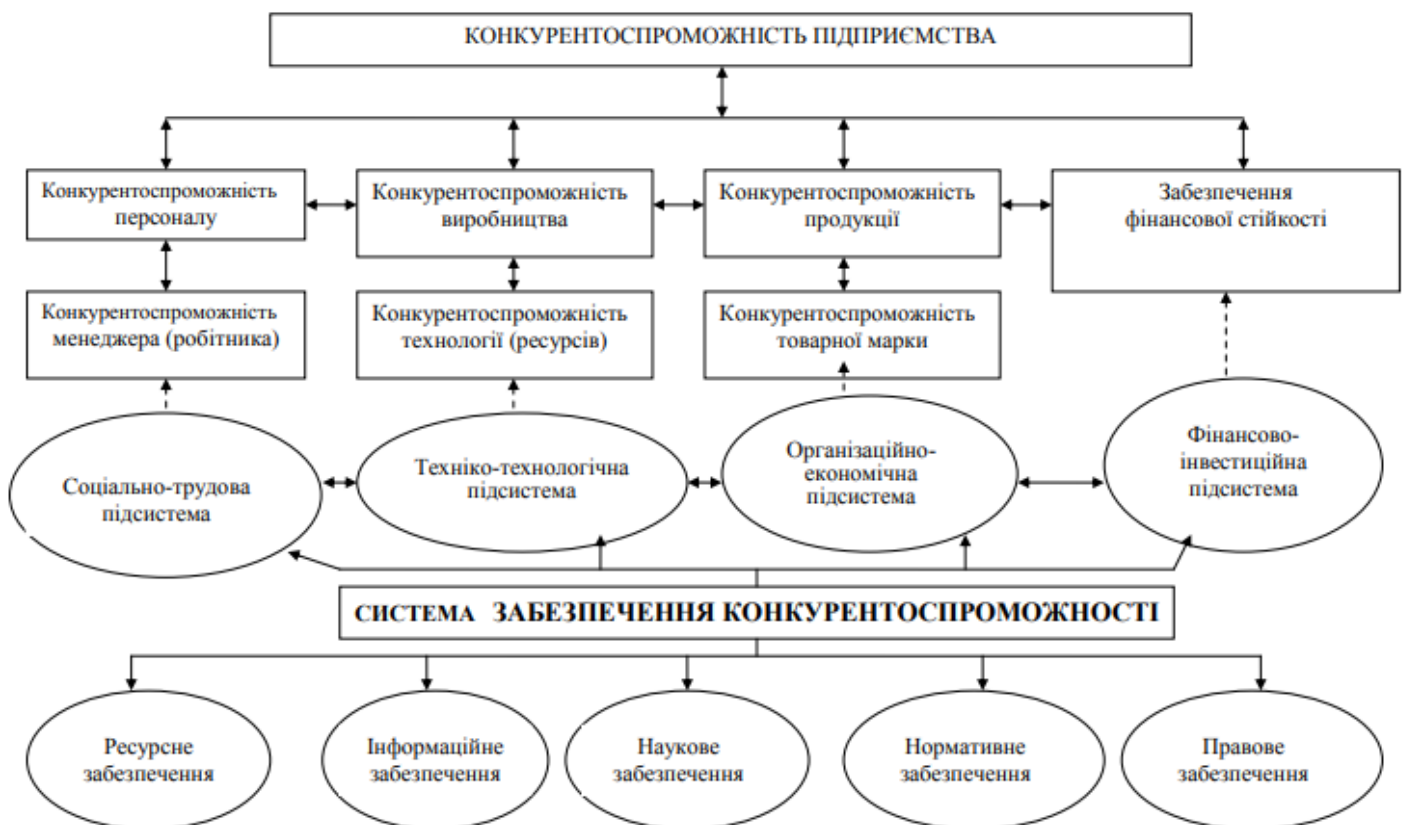 КОНКУРЕНТОСПРОМОЖНІСТЬ ПІДПРИЄМСТВА
Конкурентоспроможність
персоналу
Конкурентоспроможність
виробництва
Конкурентоспроможність
продукції
Забезпечення
фінансової стійкості
Конкурентоспроможність
менеджера (робітника)
Конкурентоспроможність
технології (ресурсів)
Конкурентоспроможність
товарної марки
Соціально-трудова
підсистема
Техніко-технологічна
підсистема
Організаційно-
економічна
підсистема
Фінансово-
інвестиційна
підсистема
СИСТЕМА ЗАБЕЗПЕЧЕННЯ КОНКУРЕНТОСПРОМОЖНОСТІ
Ресурсне
забезпечення
Інформаційне
забезпечення
Наукове
забезпечення
Нормативне
забезпечення
Правове
забезпечення